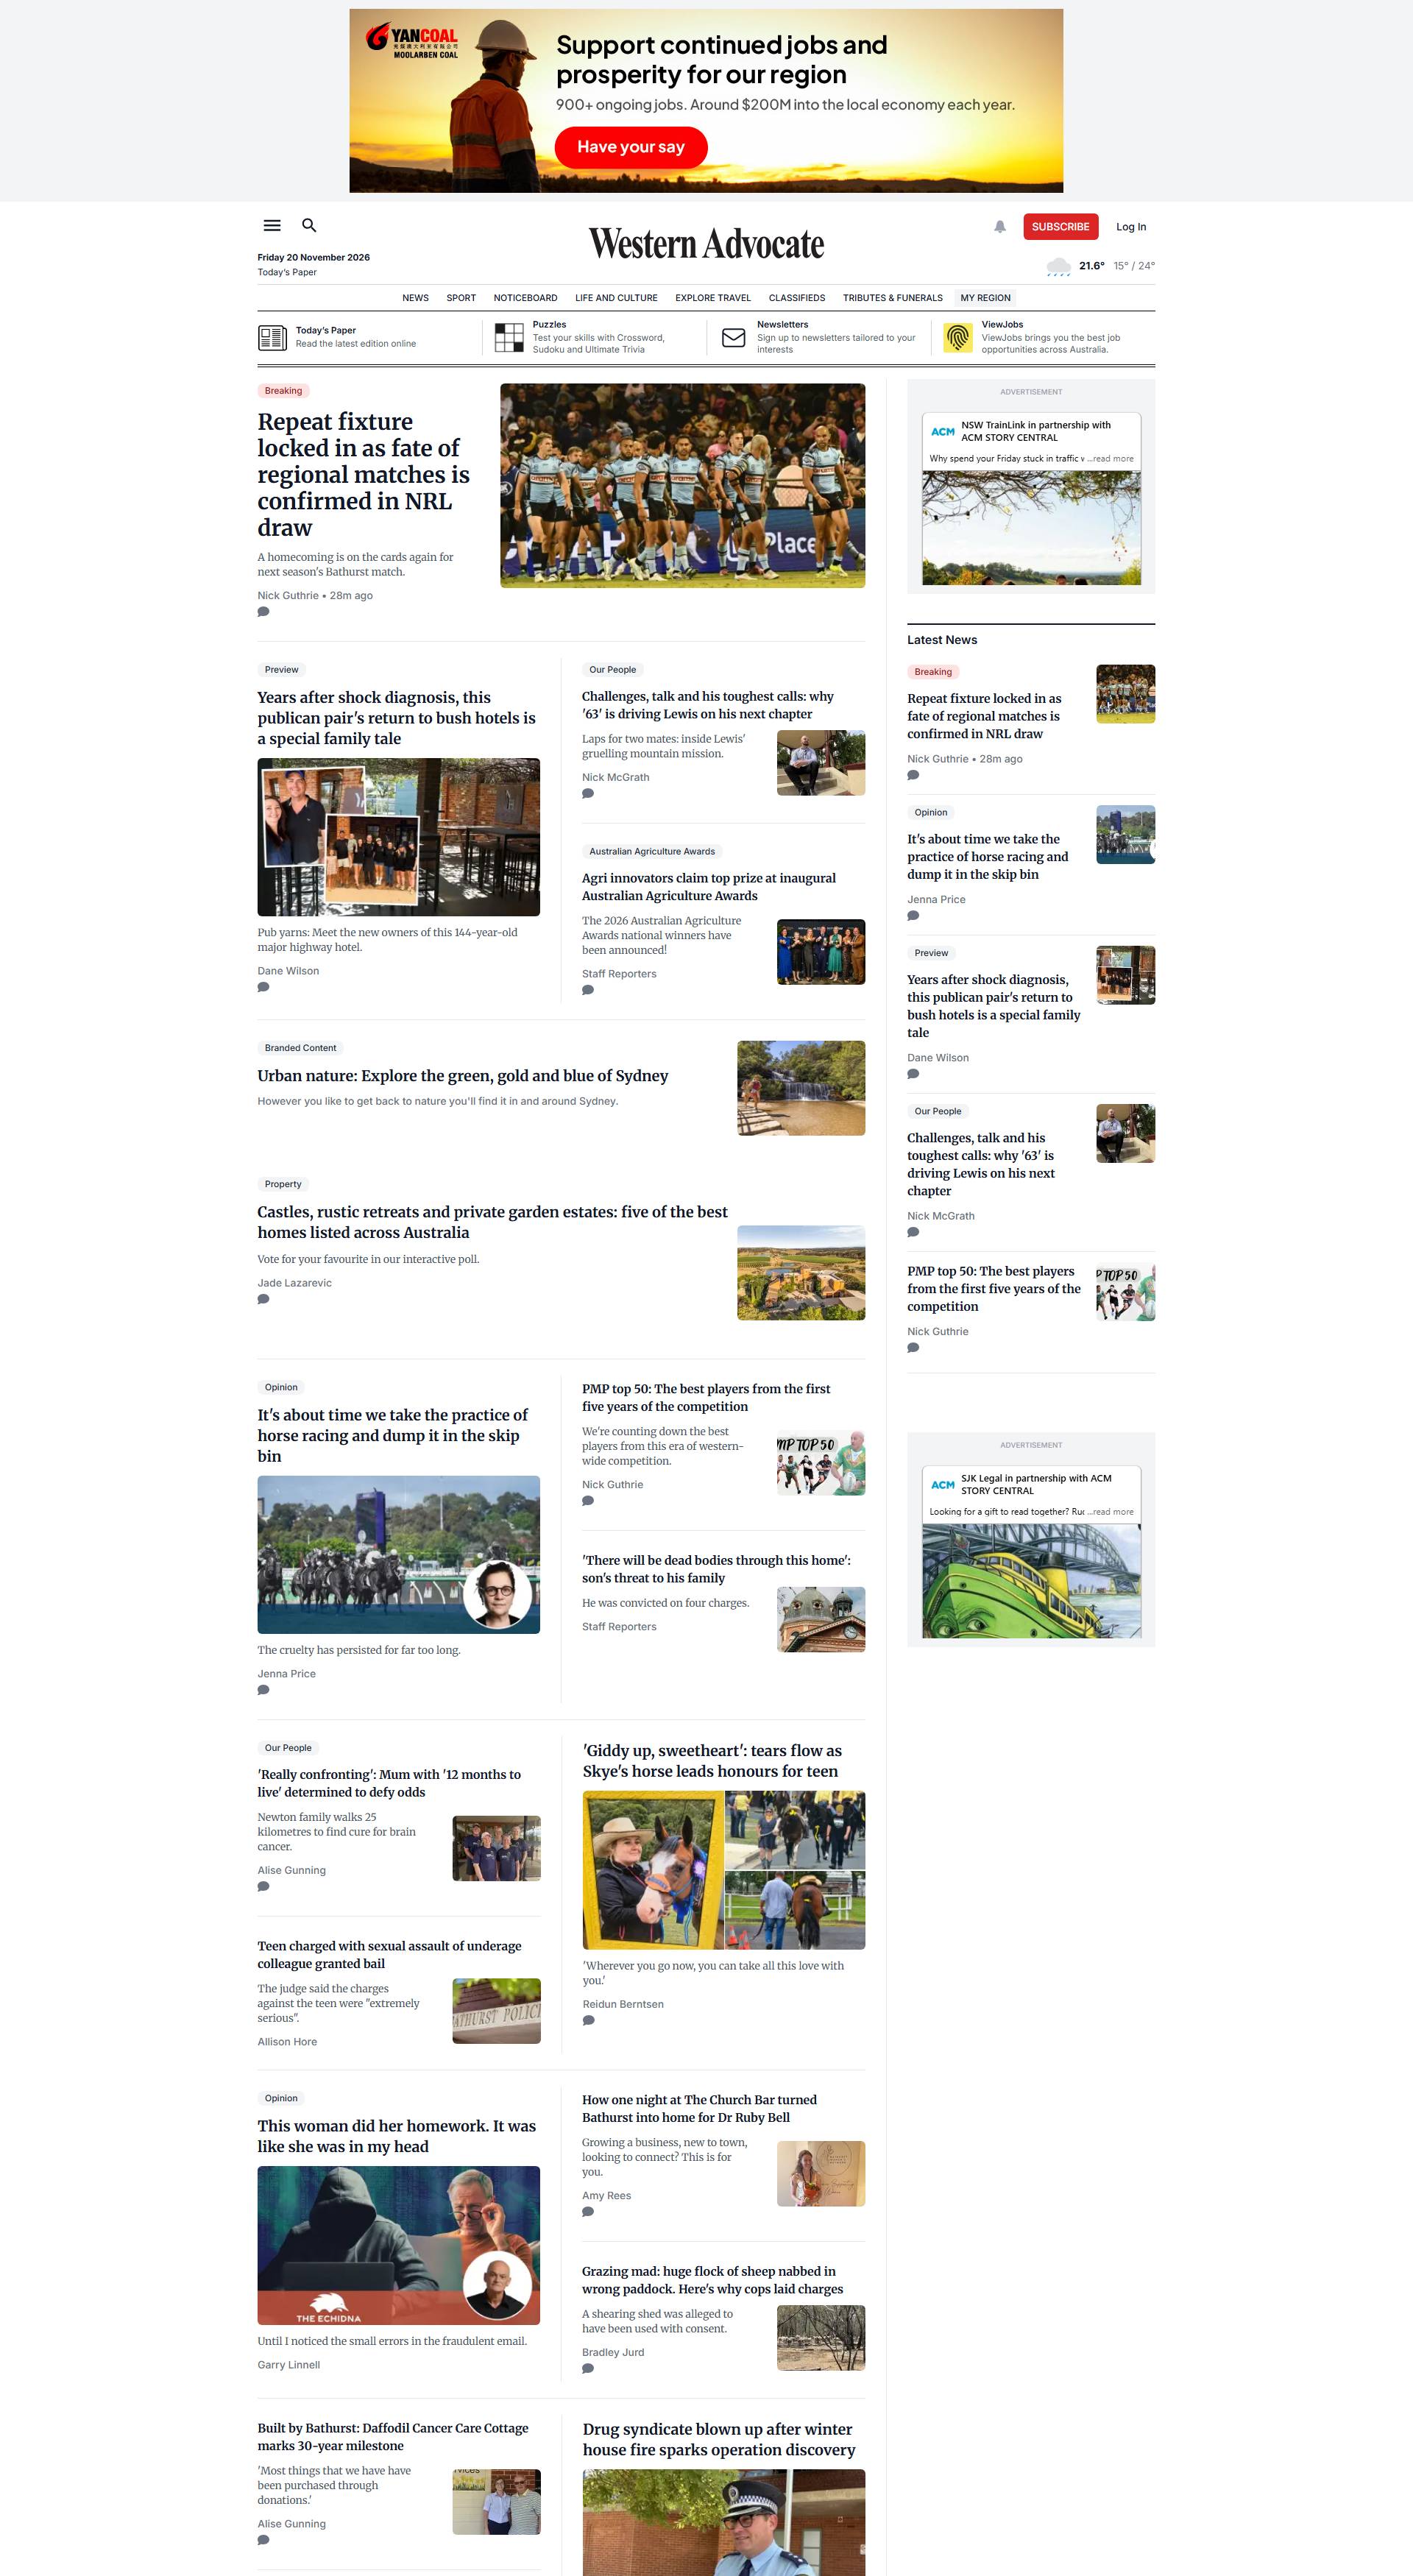 YANCOAL
MOOLARBEN COAL
Support continued jobs and
prosperity for our region
900+ ongoing jobs. Around $200M into the local economy each year.
Have your say
Western Advocate
SUBSCRIBE
Log In
Friday 20 November 2026
Today's Paper
21.6° 15° / 24°
NEWS SPORT NOTICEBOARD LIFE AND CULTURE EXPLORE TRAVEL CLASSIFIEDS TRIBUTES & FUNERALS MY REGION
Today's Paper
Read the latest edition online
Puzzles
Test your skills with Crossword,
Sudoku and Ultimate Trivia
Newsletters
Sign up to newsletters tailored to your
interests
ViewJobs
ViewJobs brings you the best job
opportunities across Australia.
Breaking
Repeat fixture
locked in as fate of
regional matches is
confirmed in NRL
draw
A homecoming is on the cards again for
next season's Bathurst match.
Nick Guthrie • 28m ago
Place
Preview
Years after shock diagnosis, this
publican pair's return to bush hotels is
a special family tale
Pub yarns: Meet the new owners of this 144-year-old
major highway hotel.
Dane Wilson
Our People
Challenges, talk and his toughest calls: why
'63' is driving Lewis on his next chapter
Laps for two mates: inside Lewis'
gruelling mountain mission.
Nick McGrath
Australian Agriculture Awards
Agri innovators claim top prize at inaugural
Australian Agriculture Awards
The 2026 Australian Agriculture
Awards national winners have
been announced!
Staff Reporters
Branded Content
Urban nature: Explore the green, gold and blue of Sydney
However you like to get back to nature you'll find it in and around Sydney.
Property
Castles, rustic retreats and private garden estates: five of the best
homes listed across Australia
Vote for your favourite in our interactive poll.
Jade Lazarevic
Opinion
It's about time we take the practice of
horse racing and dump it in the skip
bin
The cruelty has persisted for far too long.
Jenna Price
PMP top 50: The best players from the first
five years of the competition
We're counting down the best
players from this era of western-
wide competition.
Nick Guthrie
MP TOP 50
'There will be dead bodies through this home':
son's threat to his family
He was convicted on four charges.
Staff Reporters
Our People
'Really confronting': Mum with '12 months to
live' determined to defy odds
Newton family walks 25
kilometres to find cure for brain
cancer.
Alise Gunning
Teen charged with sexual assault of underage
colleague granted bail
The judge said the charges
against the teen were "extremely
serious".
Allison Hore
ATHURST POLICE
'Giddy up, sweetheart': tears flow as
Skye's horse leads honours for teen
'Wherever you go now, you can take all this love with
you.'
Reidun Berntsen
Opinion
This woman did her homework. It was
like she was in my head
THE ECHIDNA
Until I noticed the small errors in the fraudulent email.
Garry Linnell
How one night at The Church Bar turned
Bathurst into home for Dr Ruby Bell
Growing a business, new to town,
looking to connect? This is for
you.
Amy Rees
Grazing mad: huge flock of sheep nabbed in
wrong paddock. Here's why cops laid charges
A shearing shed was alleged to
have been used with consent.
Bradley Jurd
Built by Bathurst: Daffodil Cancer Care Cottage
marks 30-year milestone
'Most things that we have have
been purchased through
donations.'
Alise Gunning
vices
Drug syndicate blown up after winter
house fire sparks operation discovery
ADVERTISEMENT
ACM
NSW TrainLink in partnership with
ACM STORY CENTRAL
Why spend your Friday stuck in traffic w ...read more
Latest News
Breaking
Repeat fixture locked in as
fate of regional matches is
confirmed in NRL draw
Nick Guthrie • 28m ago
Opinion
It's about time we take the
practice of horse racing and
dump it in the skip bin
Jenna Price
Preview
Years after shock diagnosis,
this publican pair's return to
bush hotels is a special family
tale
Dane Wilson
Our People
Challenges, talk and his
toughest calls: why '63' is
driving Lewis on his next
chapter
Nick McGrath
PMP top 50: The best players
from the first five years of the
competition
Nick Guthrie
P TOP 50
ADVERTISEMENT
ACM
SJK Legal in partnership with ACM
STORY CENTRAL
Looking for a gift to read together? Ru ...read more